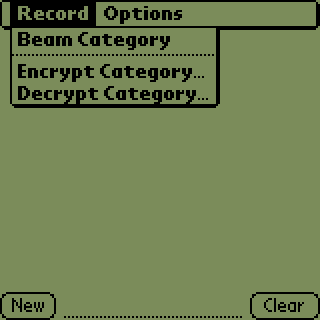 Record Options
Beam Category
Encrypt Category...
Decrypt Category...
New Clear